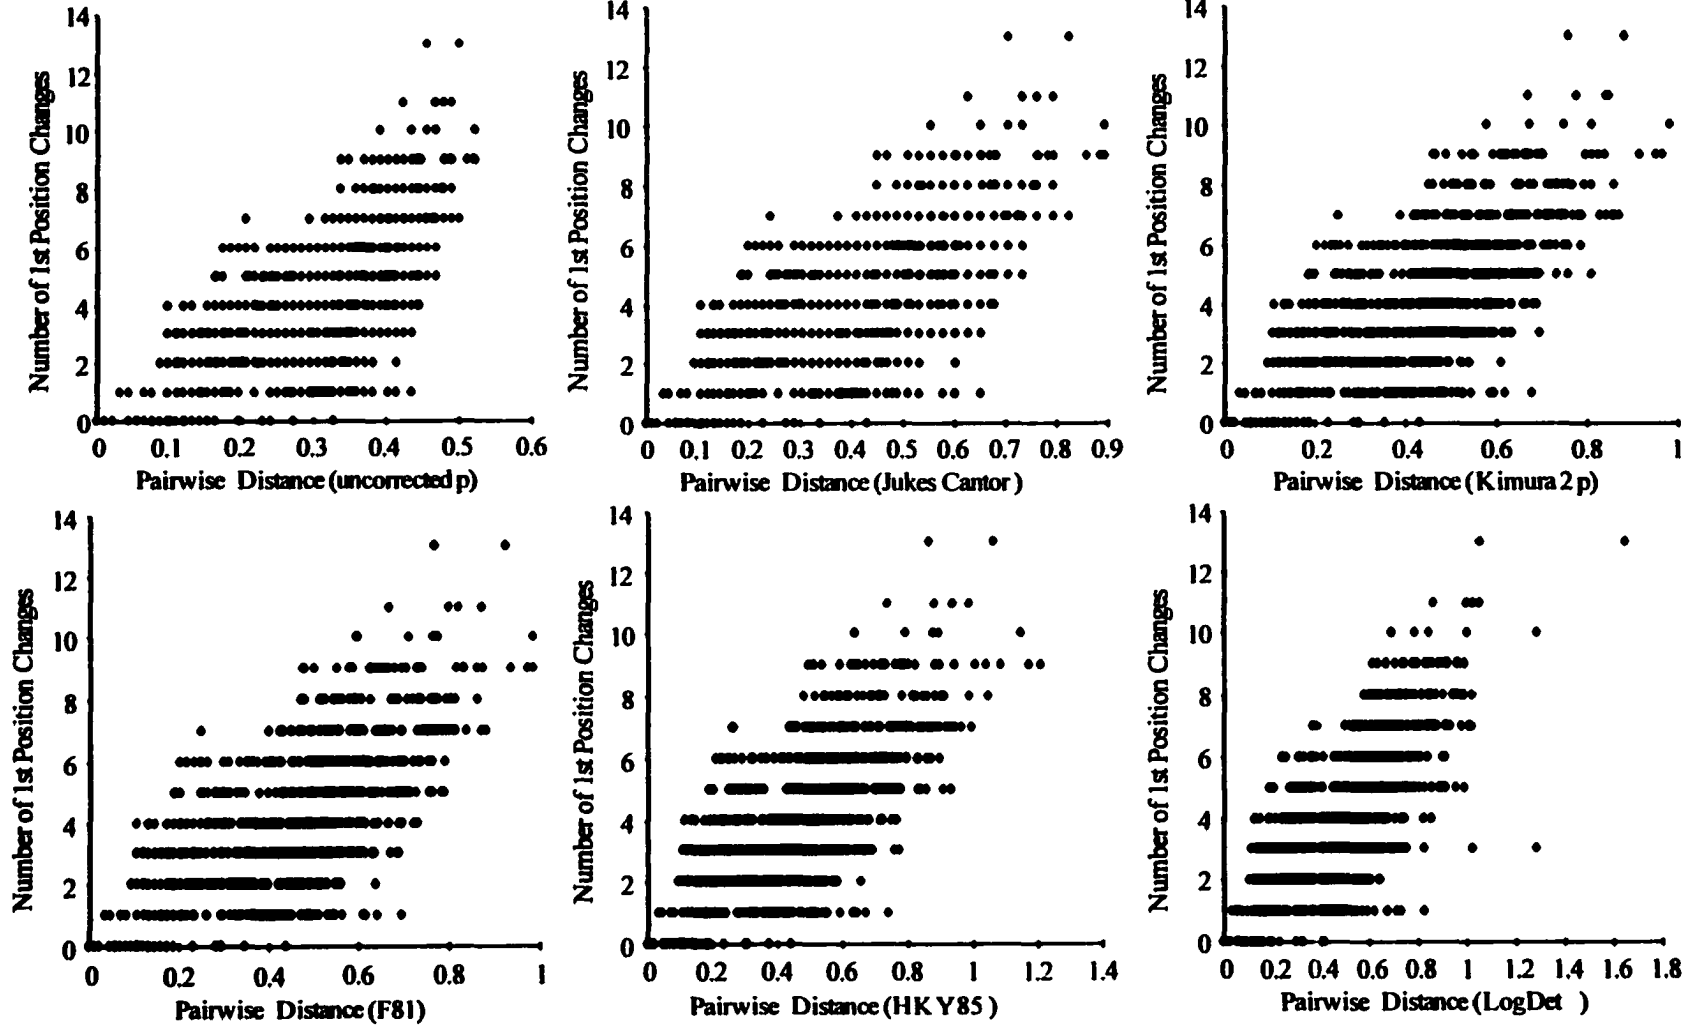 14
12
10
8
6
4
2
0
Number of 1st Position Changes
0 0.1 0.2 0.3 0.4 0.5 0.6
Pairwise Distance (uncorrected p)
14
12
10
8
6
4
2
0
Number of 1st Position Changes
0 0.1 0.2 0.3 0.4 0.5 0.6 0.7 0.8 0.9
Pairwise Distance (Jukes Cantor)
14
12
10
8
6
4
2
0
Number of 1st Position Changes
0 0.2 0.4 0.6 0.8 1
Pairwise Distance (Kimura 2 p)
14
12
10
8
6
4
2
0
Number of 1st Position Changes
0 0.2 0.4 0.6 0.8 1
Pairwise Distance (F81)
14
12
10
8
6
4
2
0
Number of 1st Position Changes
0 0.2 0.4 0.6 0.8 1.0 1.2 1.4
Pairwise Distance (HKY85)
14
12
10
8
6
4
2
0
Number of 1st Position Changes
0 0.2 0.4 0.6 0.8 1 1.2 1.4 1.6 1.8
Pairwise Distance (LogDet )